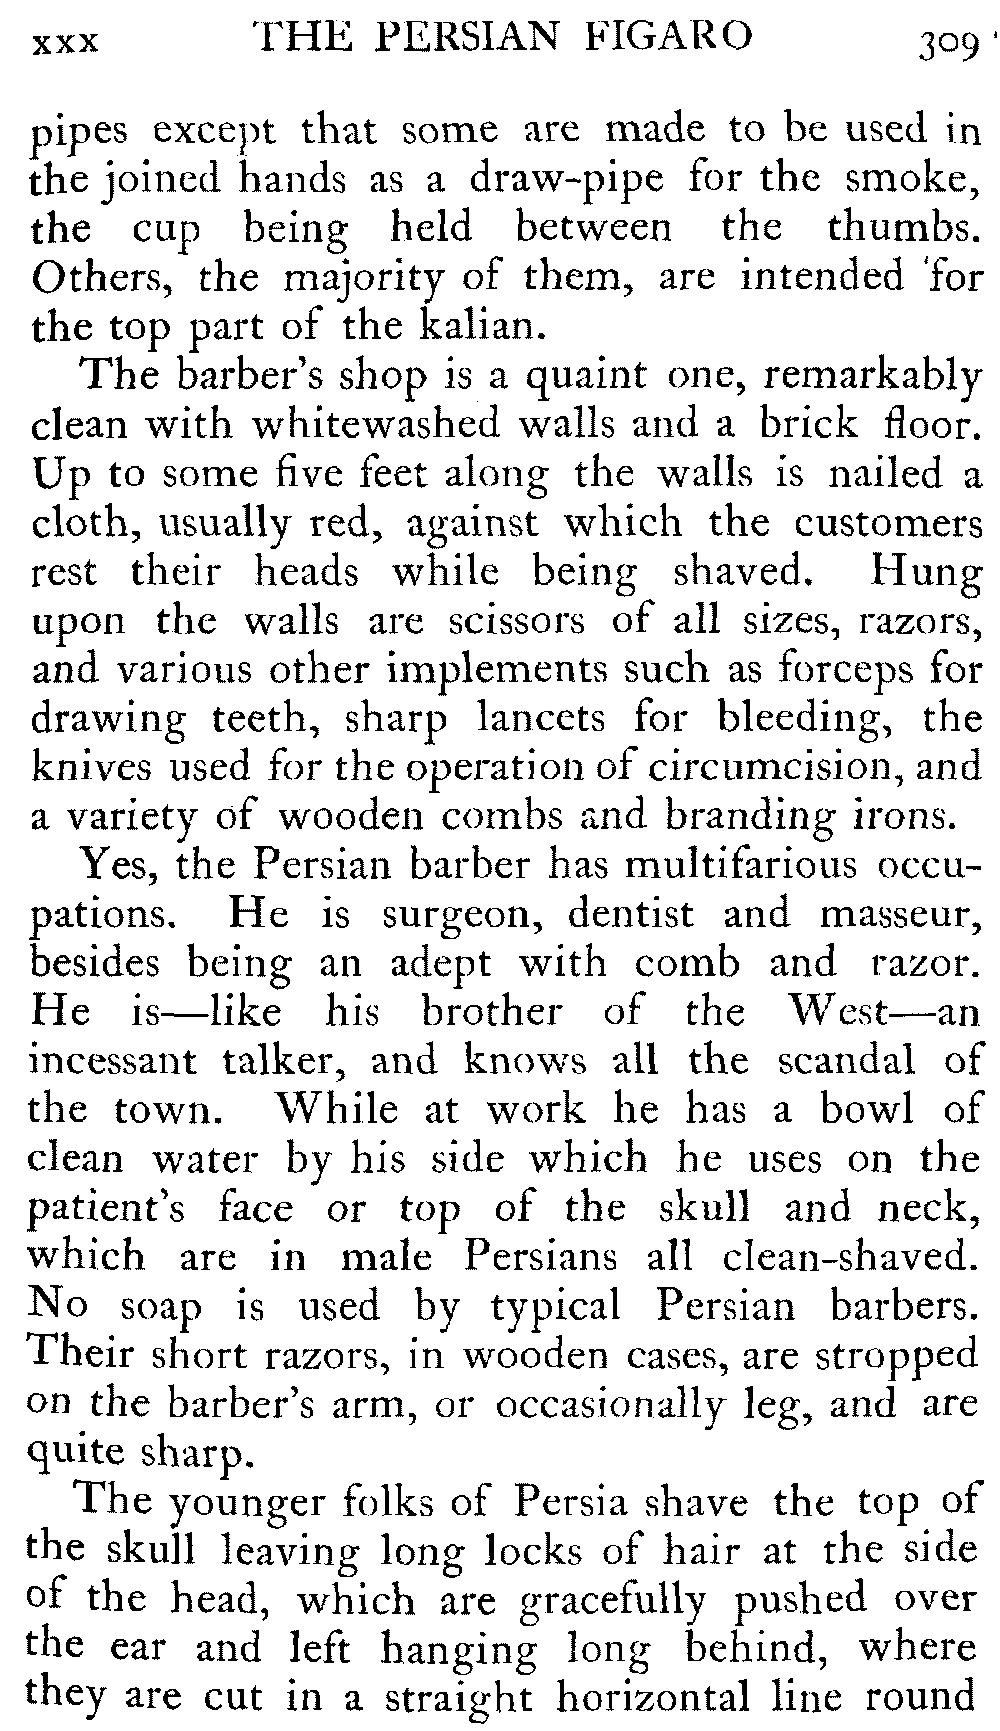 xxx THE PERSIAN FIGARO 309
pipes except that some are made to be used in
the joined hands as a draw-pipe for the smoke,
the cup being held between the thumbs.
Others, the majority of them, are intended 'for
the top part of the kalian.
The barber's shop is a quaint one, remarkably
clean with whitewashed walls and a brick floor.
Up to some five feet along the walls is nailed a
cloth, usually red, against which the customers
rest their heads while being shaved. Hung
upon the walls are scissors of all sizes, razors,
and various other implements such as forceps for
drawing teeth, sharp lancets for bleeding, the
knives used for the operation of circumcision, and
a variety of wooden combs and branding irons.
Yes, the Persian barber has multifarious occu-
pations. He is surgeon, dentist and masseur,
besides being an adept with comb and razor.
He is—like his brother of the West—an
incessant talker, and knows all the scandal of
the town. While at work he has a bowl of
clean water by his side which he uses on the
patient's face or top of the skull and neck,
which are in male Persians all clean-shaved.
No soap is used by typical Persian barbers.
Their short razors, in wooden cases, are stropped
on the barber's arm, or occasionally leg, and are
quite sharp.
The younger folks of Persia shave the top of
the skull leaving long locks of hair at the side
of the head, which are gracefully pushed over
the ear and left hanging long behind, where
they are cut in a straight horizontal line round